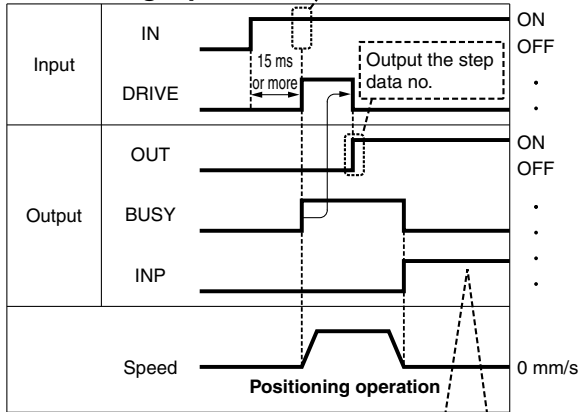 IN
ON
OFF
Input
15 ms
or more
Output the step
data no.
DRIVE
OUT
ON
OFF
Output
BUSY
INP
Speed
0 mm/s
Positioning operation